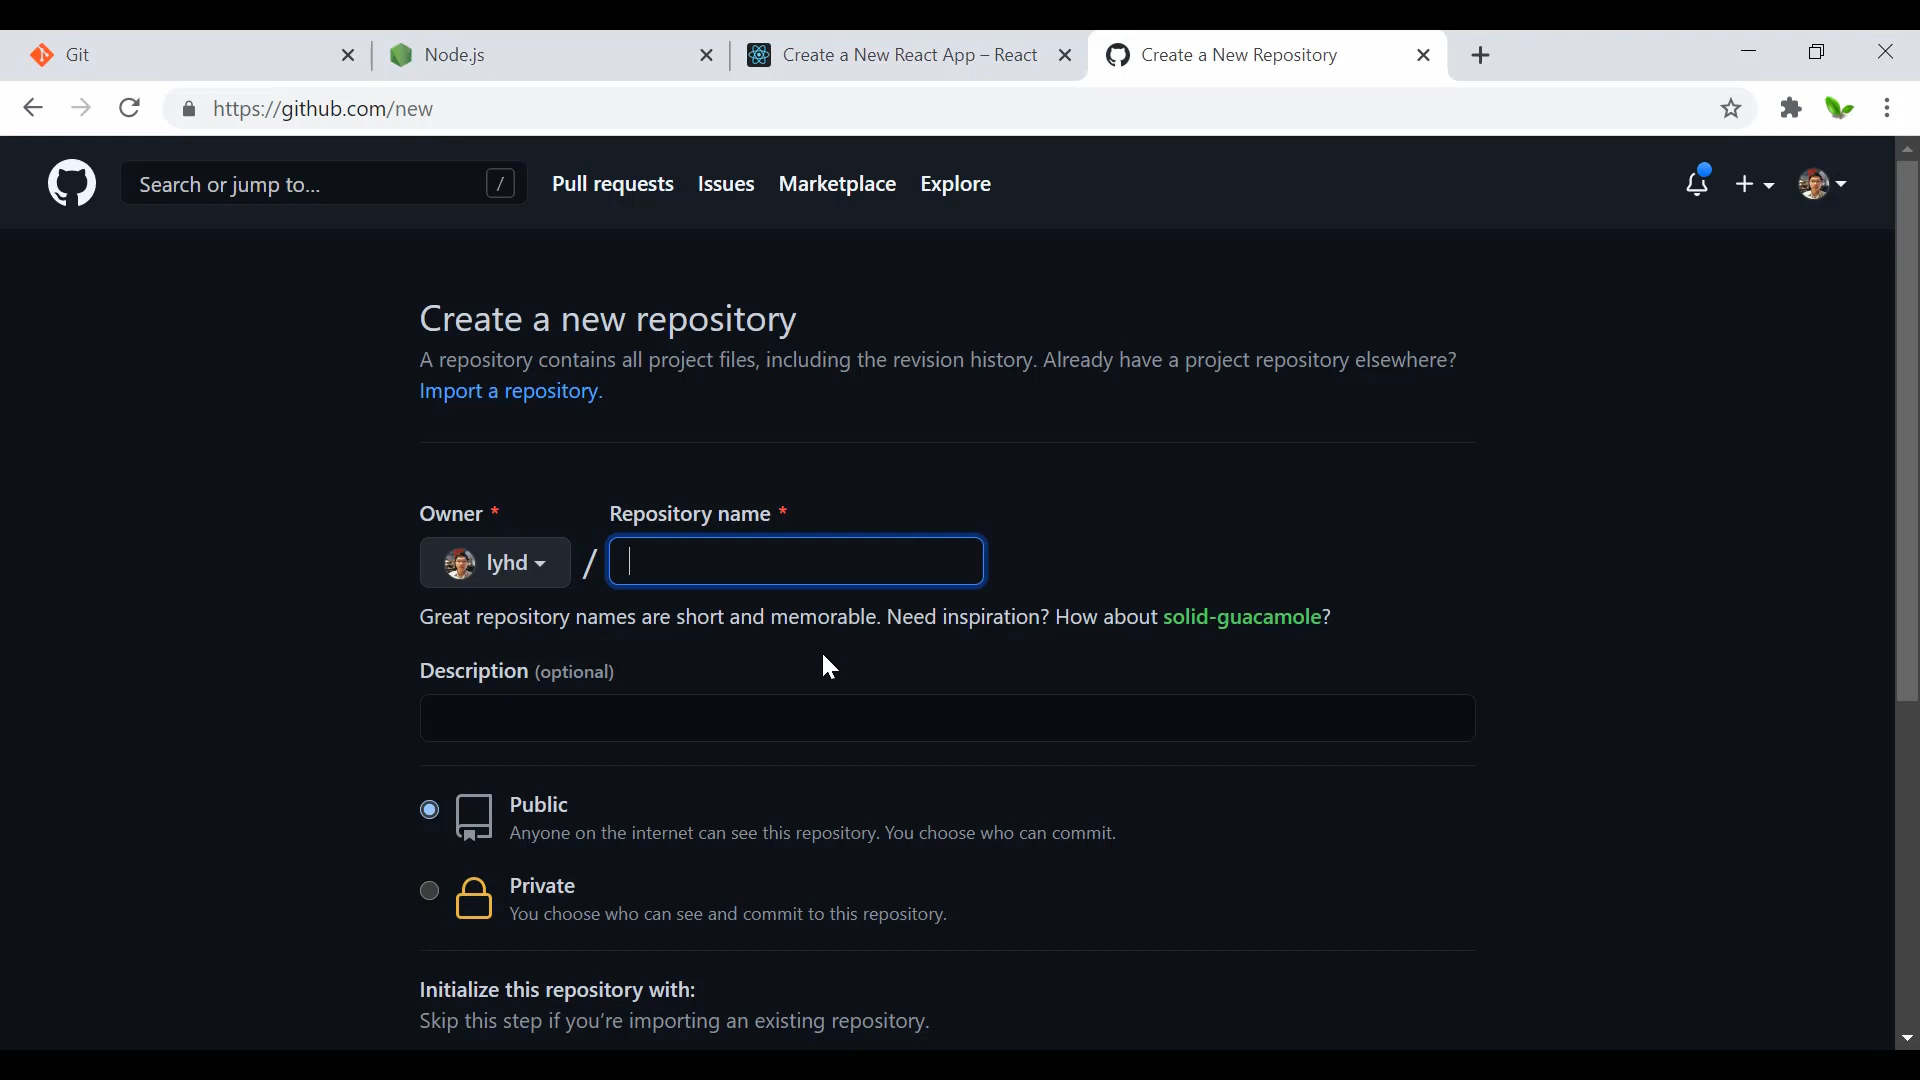 Git
Node.js
Create a New React App – React
Create a New Repository
https://github.com/new
Search or jump to...
/
Pull requests
Issues
Marketplace
Explore
Create a new repository
A repository contains all project files, including the revision history. Already have a project repository elsewhere?
Import a repository.
Owner *
Repository name *
lyhd
/
Great repository names are short and memorable. Need inspiration? How about solid-guacamole?
Description (optional)
Public
Anyone on the internet can see this repository. You choose who can commit.
Private
You choose who can see and commit to this repository.
Initialize this repository with:
Skip this step if you're importing an existing repository.